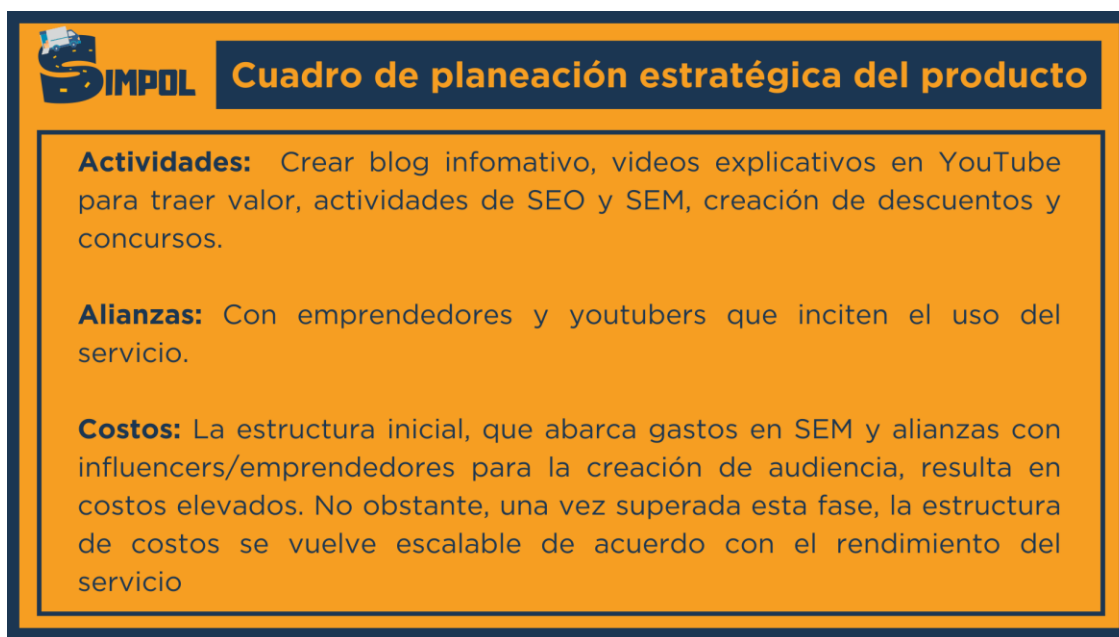 SIMPOL
Cuadro de planeación estratégica del producto
Actividades: Crear blog infomativo, videos explicativos en YouTube
para traer valor, actividades de SEO y SEM, creación de descuentos y
concursos.
Alianzas: Con emprendedores y youtubers que inciten el uso del
servicio.
Costos: La estructura inicial, que abarca gastos en SEM y alianzas con
influencers/emprendedores para la creación de audiencia, resulta en
costos elevados. No obstante, una vez superada esta fase, la estructura
de costos se vuelve escalable de acuerdo con el rendimiento del
servicio